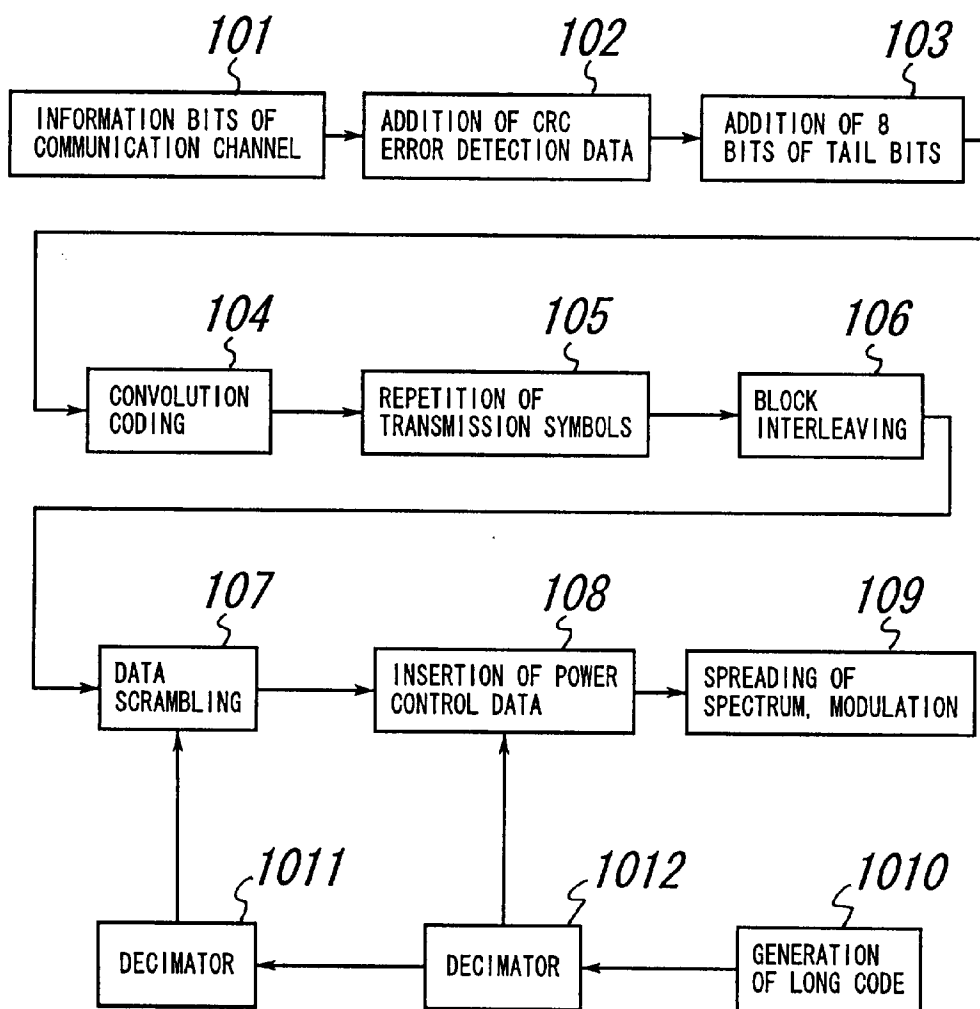 101
102
103
INFORMATION BITS OF
COMMUNICATION CHANNEL
ADDITION OF CRC
ERROR DETECTION DATA
ADDITION OF 8
BITS OF TAIL BITS
104
105
106
CONVOLUTION
CODING
REPETITION OF
TRANSMISSION SYMBOLS
BLOCK
INTERLEAVING
107
108
109
DATA
SCRAMBLING
INSERTION OF POWER
CONTROL DATA
SPREADING OF
SPECTRUM, MODULATION
1011
1012
1010
DECIMATOR
DECIMATOR
GENERATION
OF LONG CODE